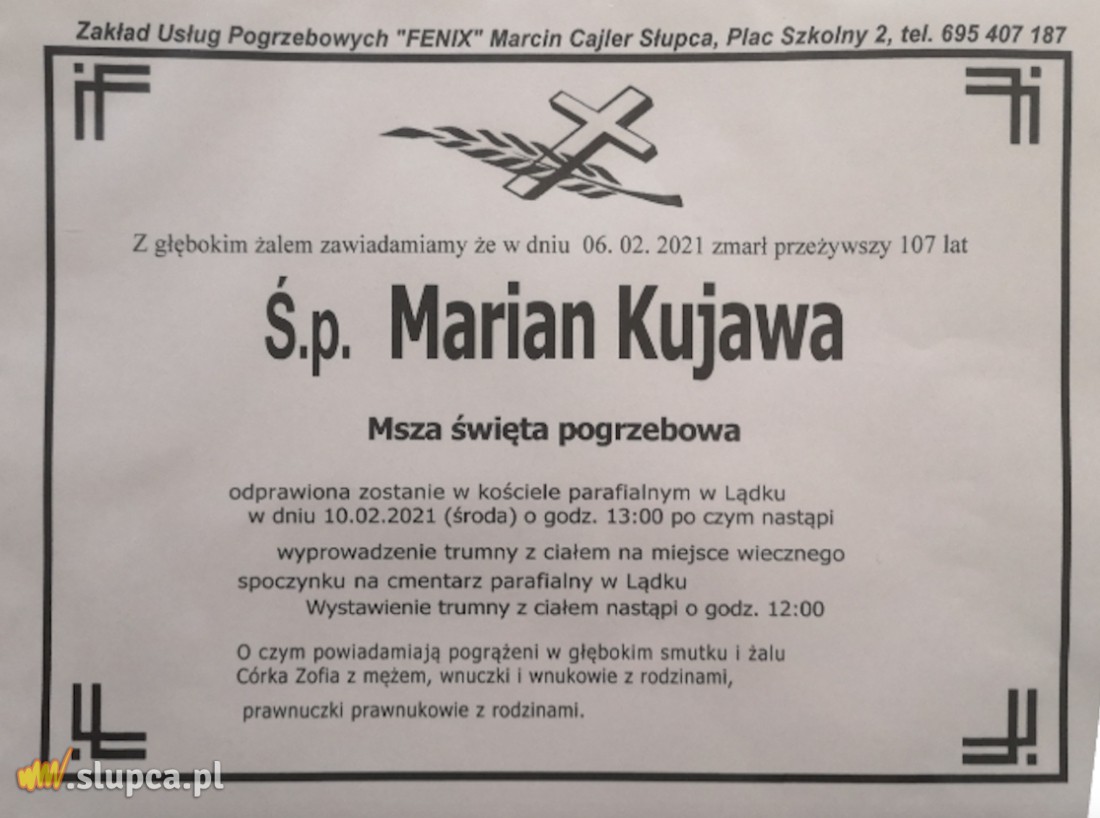 Zakład Usług Pogrzebowych "FENIX" Marcin Cajler Słupca, Plac Szkolny 2, tel. 695 407 187
Z głębokim żalem zawiadamiamy że w dniu 06. 02. 2021 zmarł przeżywszy 107 lat
Ś.p. Marian Kujawa
Msza święta pogrzebowa
odprawiona zostanie w kościele parafialnym w Lądku
w dniu 10.02.2021 (środa) o godz. 13:00 po czym nastąpi
wyprowadzenie trumny z ciałem na miejsce wiecznego
spoczynku na cmentarz parafialny w Lądku
Wystawienie trumny z ciałem nastąpi o godz. 12:00
O czym powiadamiają pogrążeni w głębokim smutku i żalu
Córka Zofia z mężem, wnuczki i wnukowie z rodzinami,
prawnuczki prawnukowie z rodzinami.
.slupca.pl